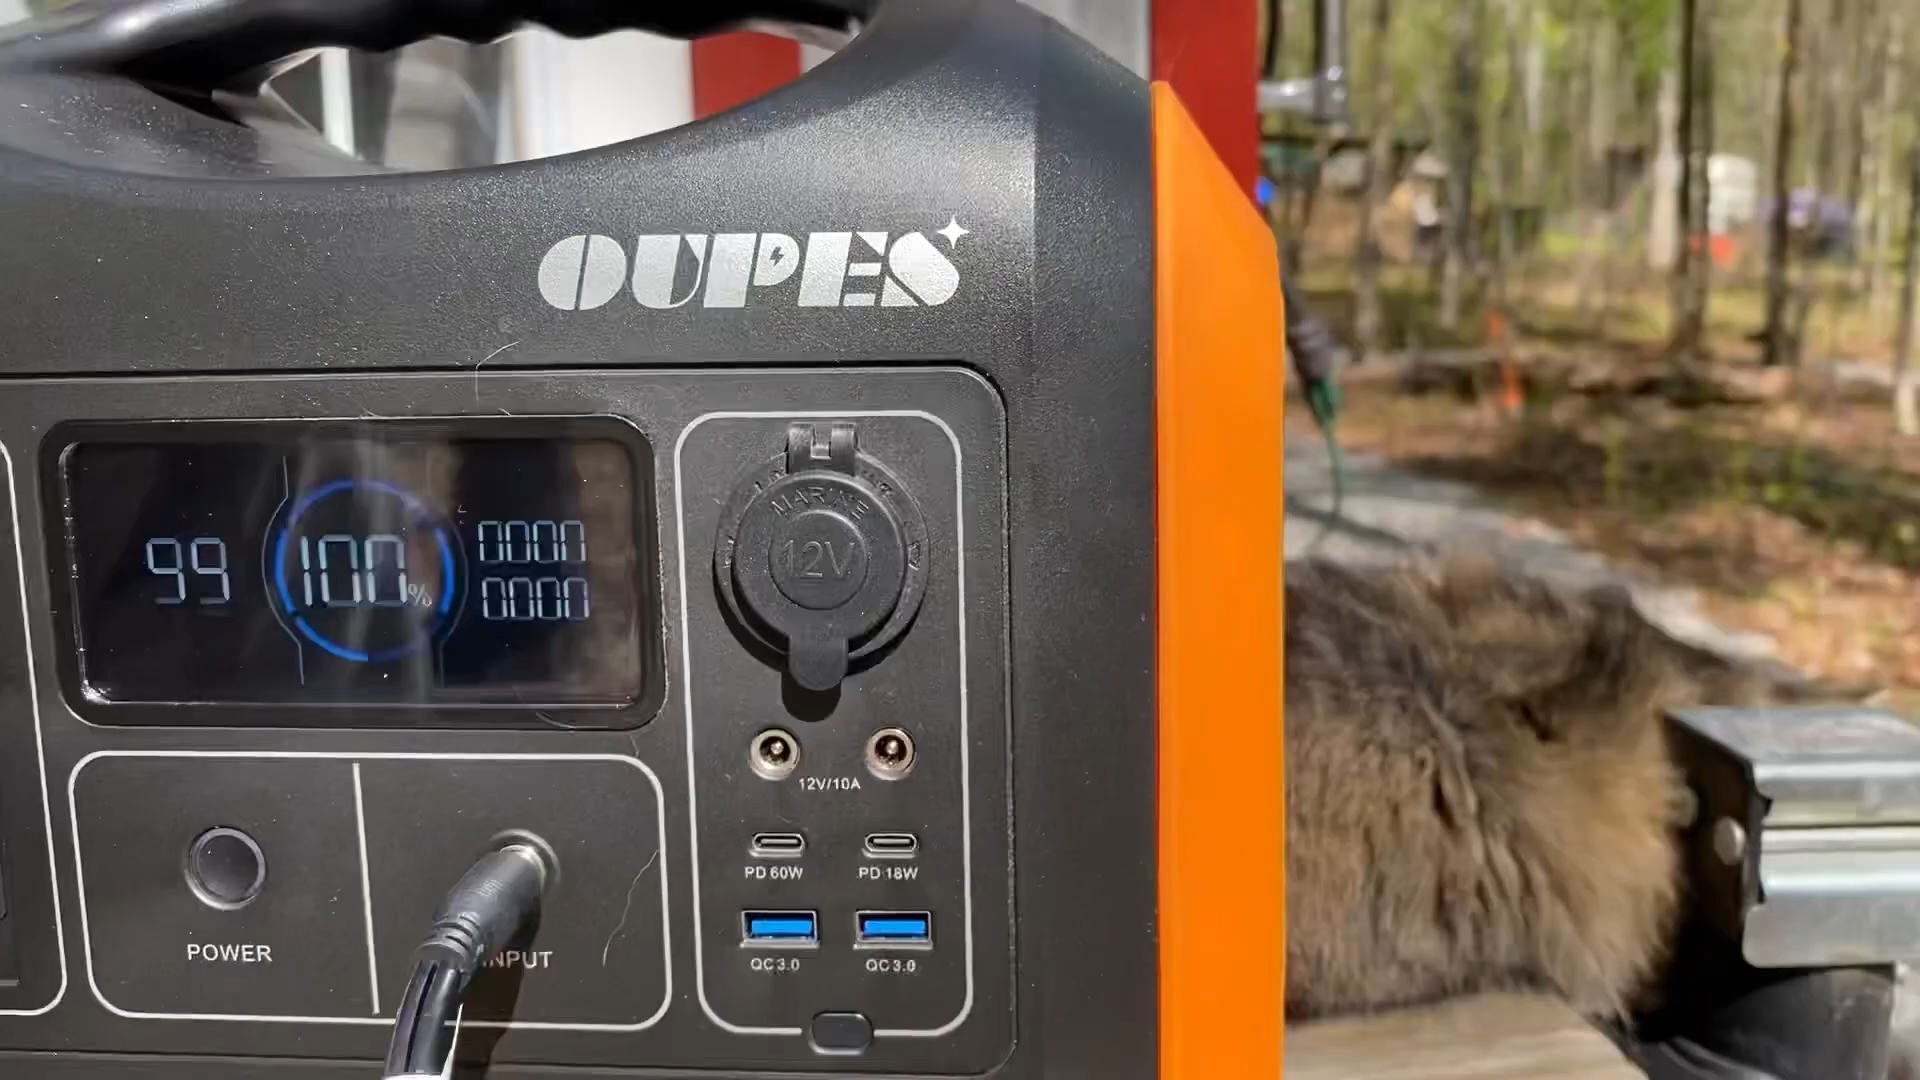 OUPES
99
100%
0000
0000
MARINE
12V
12V/10A
PD 60W
PD 18W
QC3.0
QC3.0
POWER
INPUT